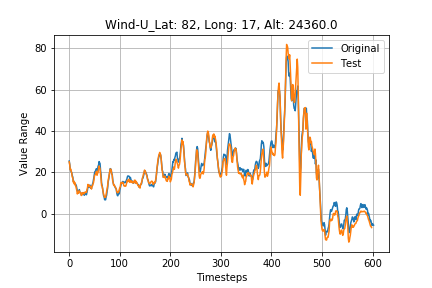 Wind-U_Lat: 82, Long: 17, Alt: 24360.0
Original
Test
Value Range
80
60
40
20
0
0 100 200 300 400 500 600
Timesteps